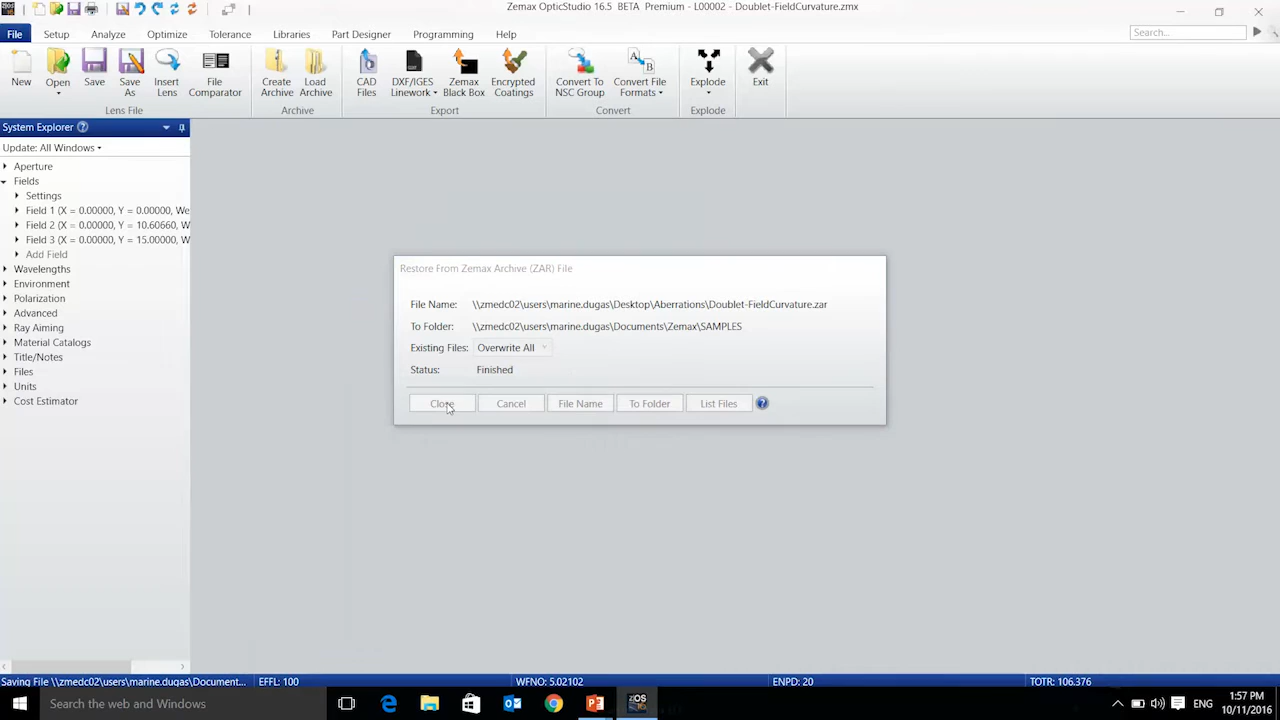 Zemax OpticStudio 16.5 BETA Premium - L00002 - Doublet-FieldCurvature.zmx
File Setup Analyze Optimize Tolerance Libraries Part Designer Programming Help Search...
New Open Save Save As Insert Lens File Comparator Create Archive Load Archive CAD Files DXF/IGES Linework Zemax Black Box Encrypted Coatings Convert To NSC Group Convert File Formats Explode Exit
Lens File Archive Export Convert Explode
System Explorer
Update: All Windows
Aperture
Fields
Settings
Field 1 (X = 0.00000, Y = 0.00000, We
Field 2 (X = 0.00000, Y = 10.60660, W
Field 3 (X = 0.00000, Y = 15.00000, W
Add Field
Wavelengths
Environment
Polarization
Advanced
Ray Aiming
Material Catalogs
Title/Notes
Files
Units
Cost Estimator
Restore From Zemax Archive (ZAR) File
File Name: \\zmedc02\users\marine.dugas\Desktop\Aberrations\Doublet-FieldCurvature.zar
To Folder: \\zmedc02\users\marine.dugas\Documents\Zemax\SAMPLES
Existing Files: Overwrite All
Status: Finished
Close Cancel File Name To Folder List Files
Saving File \\zmedc02\users\marine.dugas\Document... EFFL: 100 WFNO: 5.02102 ENPD: 20 TOTR: 106.376
Search the web and Windows
ENG
1:57 PM
10/11/2016